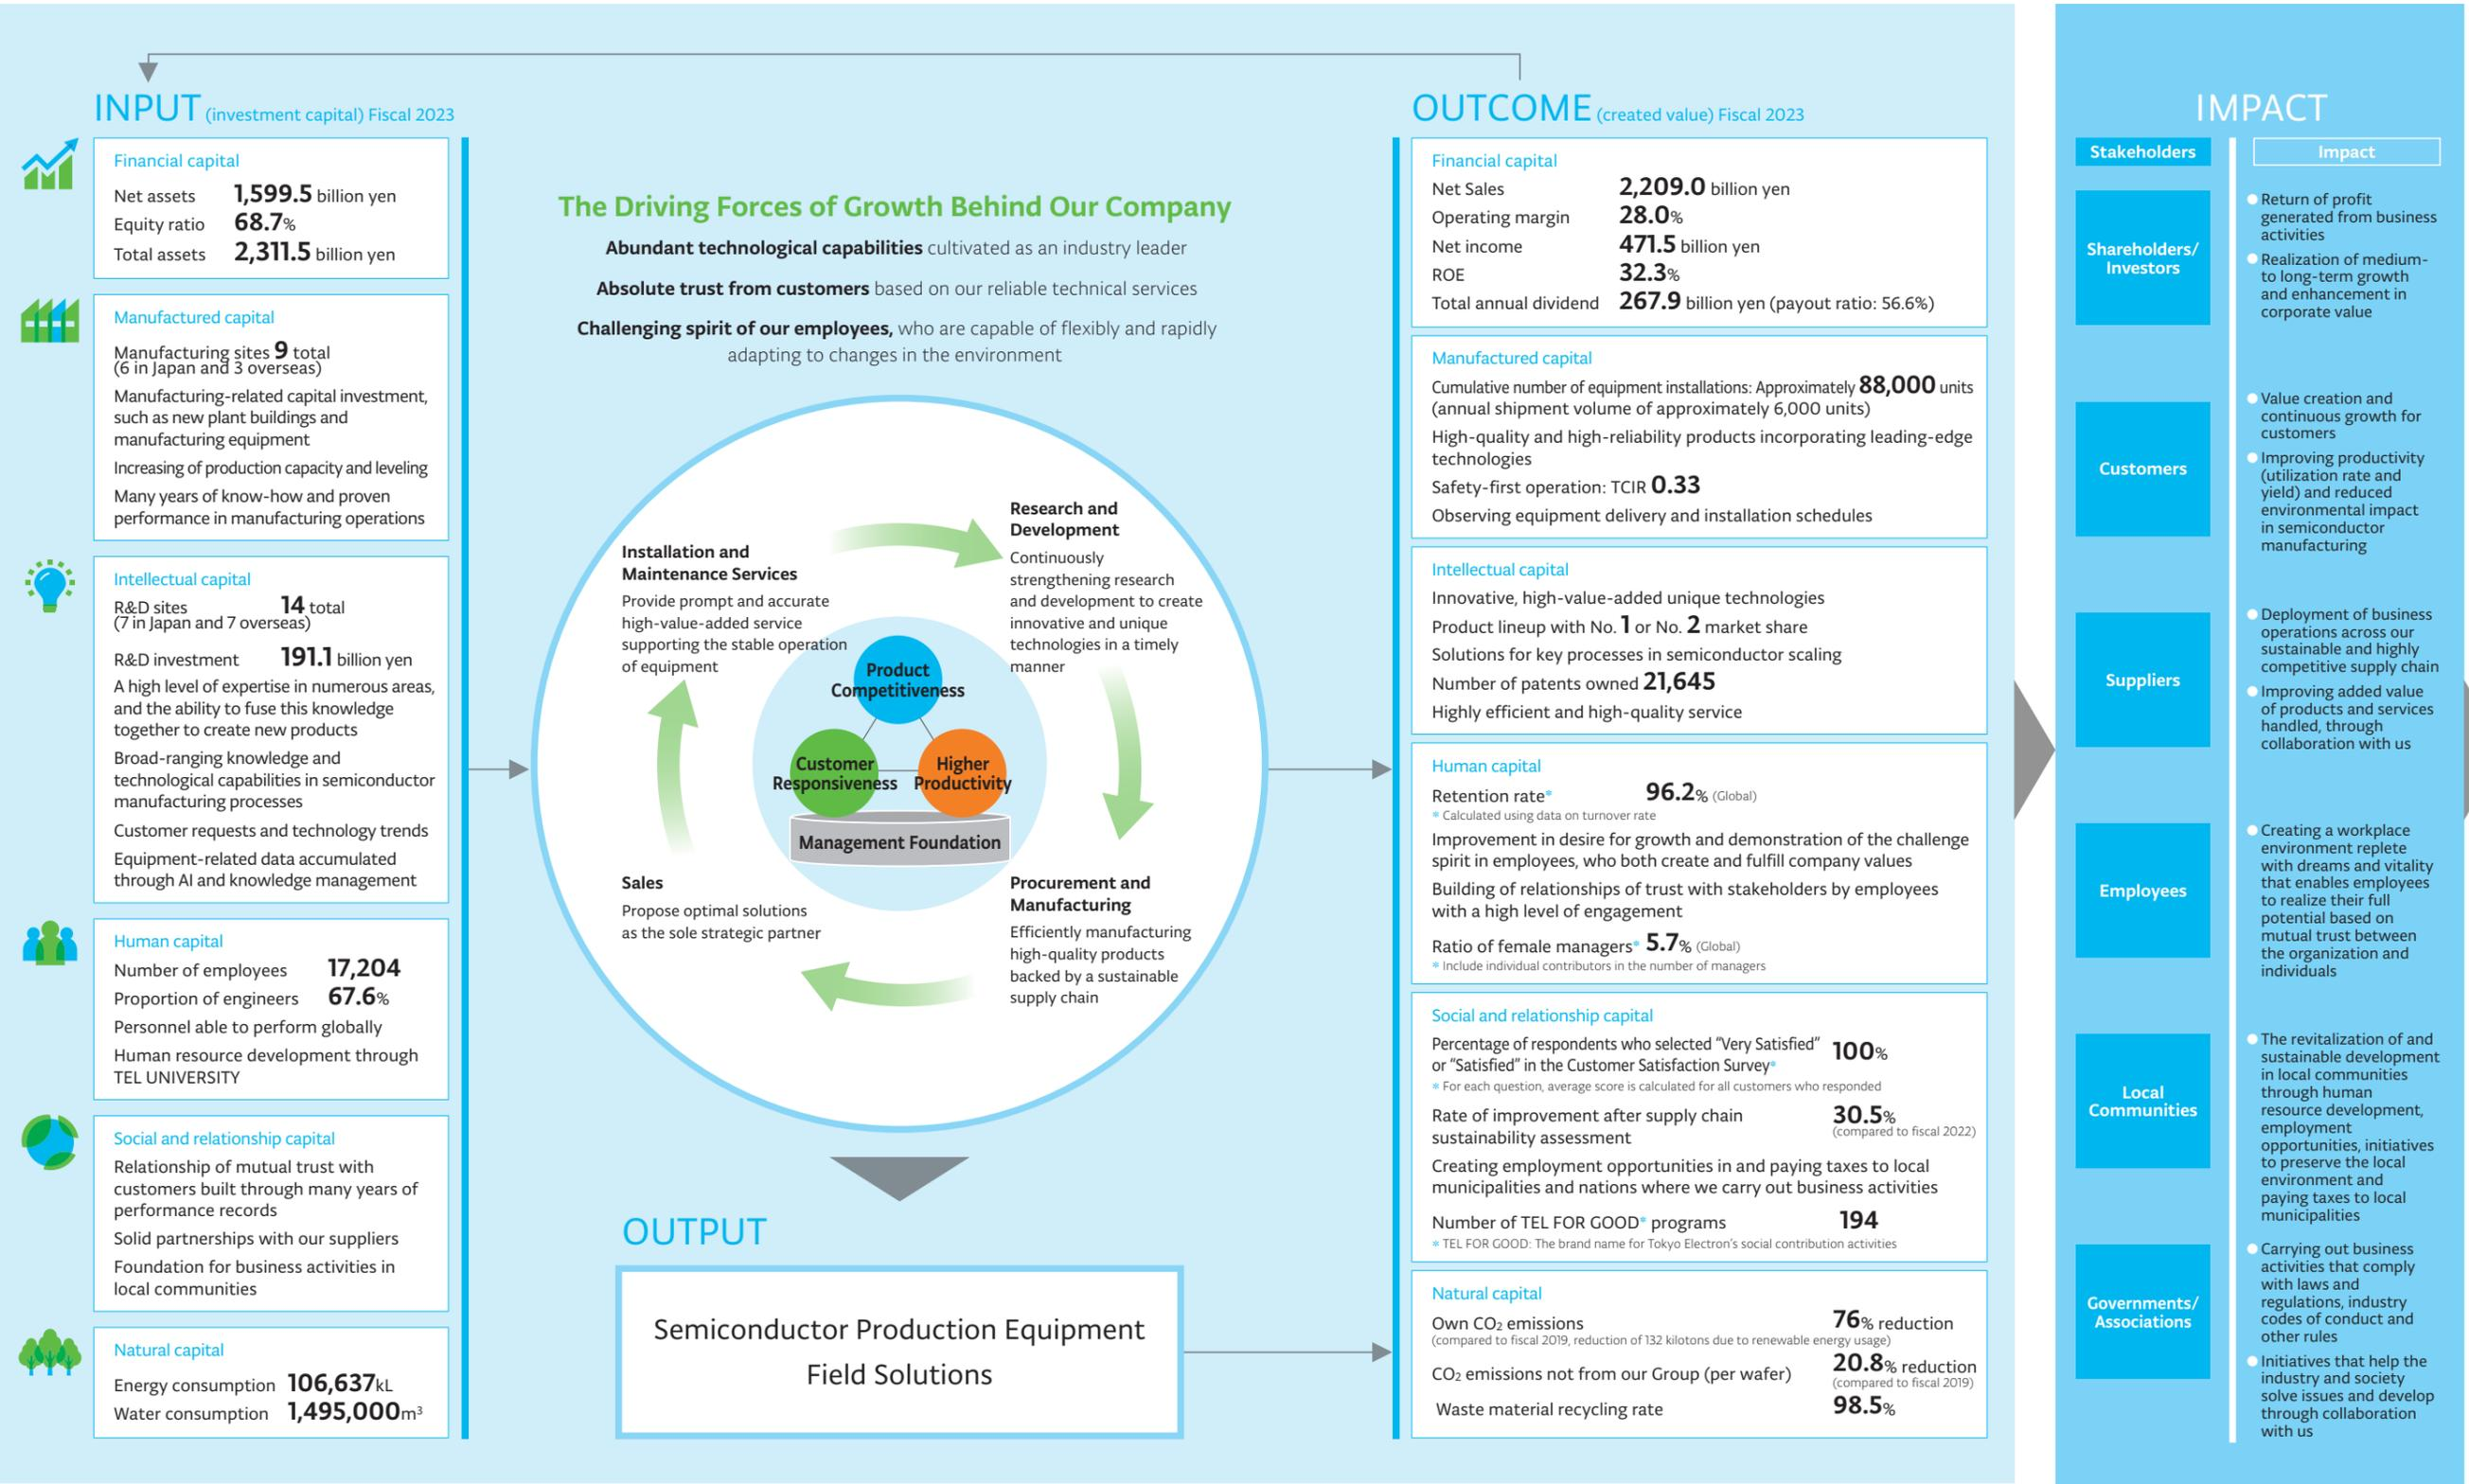 INPUT (investment capital) Fiscal 2023
Financial capital
Net assets 1,599.5 billion yen
Equity ratio 68.7%
Total assets 2,311.5 billion yen
Manufactured capital
Manufacturing sites 9 total
(6 in Japan and 3 overseas)
Manufacturing-related capital investment,
such as new plant buildings and
manufacturing equipment
Increasing of production capacity and leveling
Many years of know-how and proven
performance in manufacturing operations
Intellectual capital
R&D sites 14 total
(7 in Japan and 7 overseas)
R&D investment 191.1 billion yen
A high level of expertise in numerous areas,
and the ability to fuse this knowledge
together to create new products
Broad-ranging knowledge and
technological capabilities in semiconductor
manufacturing processes
Customer requests and technology trends
Equipment-related data accumulated
through AI and knowledge management
Human capital
Number of employees 17,204
Proportion of engineers 67.6%
Personnel able to perform globally
Human resource development through
TEL UNIVERSITY
Social and relationship capital
Relationship of mutual trust with
customers built through many years of
performance records
Solid partnerships with our suppliers
Foundation for business activities in
local communities
Natural capital
Energy consumption 106,637kL
Water consumption 1,495,000m³
The Driving Forces of Growth Behind Our Company
Abundant technological capabilities cultivated as an industry leader
Absolute trust from customers based on our reliable technical services
Challenging spirit of our employees, who are capable of flexibly and rapidly
adapting to changes in the environment
Installation and
Maintenance Services
Provide prompt and accurate
high-value-added service
supporting the stable operation
of equipment
Research and
Development
Continuously
strengthening research
and development to create
innovative and unique
technologies in a timely
manner
Product
Competitiveness
Customer
Responsiveness
Higher
Productivity
Management Foundation
Sales
Propose optimal solutions
as the sole strategic partner
Procurement and
Manufacturing
Efficiently manufacturing
high-quality products
backed by a sustainable
supply chain
OUTPUT
Semiconductor Production Equipment
Field Solutions
OUTCOME (created value) Fiscal 2023
Financial capital
Net Sales 2,209.0 billion yen
Operating margin 28.0%
Net income 471.5 billion yen
ROE 32.3%
Total annual dividend 267.9 billion yen (payout ratio: 56.6%)
Manufactured capital
Cumulative number of equipment installations: Approximately 88,000 units
(annual shipment volume of approximately 6,000 units)
High-quality and high-reliability products incorporating leading-edge
technologies
Safety-first operation: TCIR 0.33
Observing equipment delivery and installation schedules
Intellectual capital
Innovative, high-value-added unique technologies
Product lineup with No. 1 or No. 2 market share
Solutions for key processes in semiconductor scaling
Number of patents owned 21,645
Highly efficient and high-quality service
Human capital
Retention rate* 96.2% (Global)
* Calculated using data on turnover rate
Improvement in desire for growth and demonstration of the challenge
spirit in employees, who both create and fulfill company values
Building of relationships of trust with stakeholders by employees
with a high level of engagement
Ratio of female managers* 5.7% (Global)
* Include individual contributors in the number of managers
Social and relationship capital
Percentage of respondents who selected “Very Satisfied”
or “Satisfied” in the Customer Satisfaction Survey* 100%
* For each question, average score is calculated for all customers who responded
Rate of improvement after supply chain 30.5%
sustainability assessment (compared to fiscal 2022)
Creating employment opportunities in and paying taxes to local
municipalities and nations where we carry out business activities
Number of TEL FOR GOOD* programs 194
* TEL FOR GOOD: The brand name for Tokyo Electron’s social contribution activities
Natural capital
Own CO₂ emissions 76% reduction
(compared to fiscal 2019, reduction of 132 kilotons due to renewable energy usage)
CO₂ emissions not from our Group (per wafer) 20.8% reduction
(compared to fiscal 2019)
Waste material recycling rate 98.5%
IMPACT
Stakeholders Impact
Shareholders/
Investors
Return of profit
generated from business
activities
Realization of medium-
to long-term growth
and enhancement in
corporate value
Customers
Value creation and
continuous growth for
customers
Improving productivity
(utilization rate and
yield) and reduced
environmental impact
in semiconductor
manufacturing
Suppliers
Deployment of business
operations across our
sustainable and highly
competitive supply chain
Improving added value
of products and services
handled, through
collaboration with us
Employees
Creating a workplace
environment replete
with dreams and vitality
that enables employees
to realize their full
potential based on
mutual trust between
the organization and
individuals
Local
Communities
The revitalization of and
sustainable development
in local communities
through human
resource development,
employment
opportunities, initiatives
to preserve the local
environment and
paying taxes to local
municipalities
Governments/
Associations
Carrying out business
activities that comply
with laws and
regulations, industry
codes of conduct and
other rules
Initiatives that help the
industry and society
solve issues and develop
through collaboration
with us